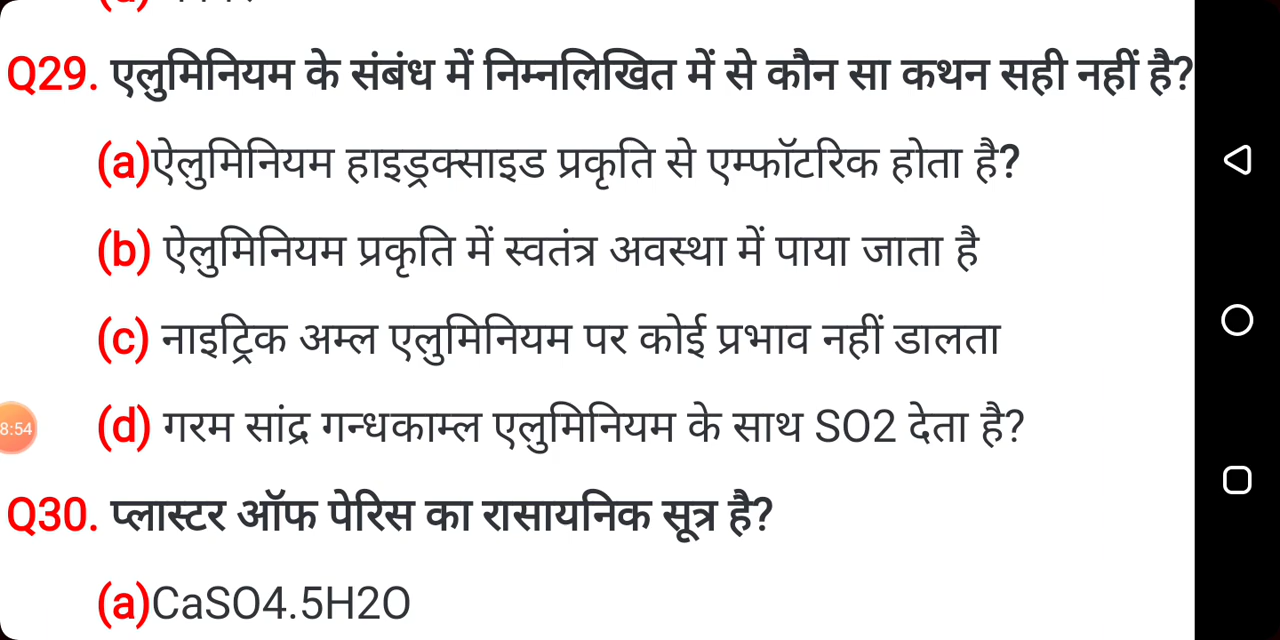 Q29. एलुमिनियम के संबंध में निम्नलिखित में से कौन सा कथन सही नहीं है?
(a)ऐलुमिनियम हाइड्रक्साइड प्रकृति से एम्फॉटरिक होता है?
(b) ऐलुमिनियम प्रकृति में स्वतंत्र अवस्था में पाया जाता है
(c) नाइट्रिक अम्ल एलुमिनियम पर कोई प्रभाव नहीं डालता
8:54
(d) गरम सांद्र गन्धकाम्ल एलुमिनियम के साथ SO2 देता है?
Q30. प्लास्टर ऑफ पेरिस का रासायनिक सूत्र है?
(a)CaSO4.5H2O